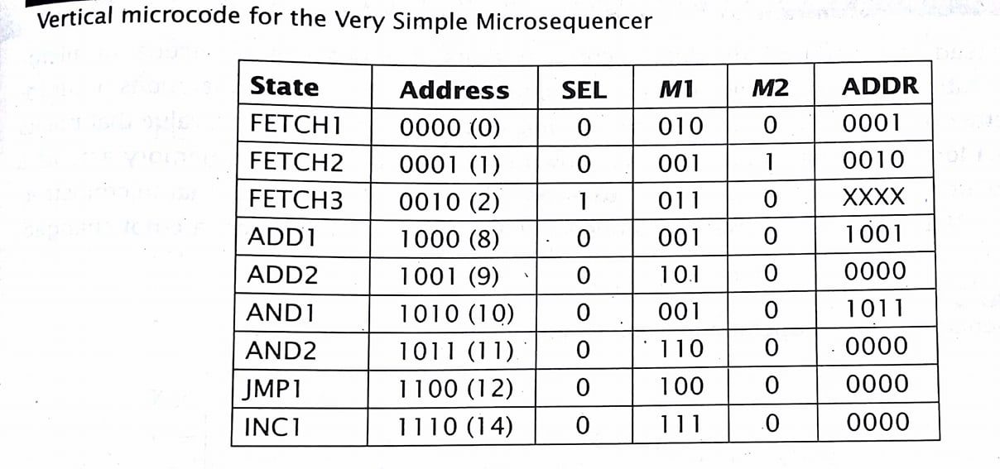 Vertical microcode for the Very Simple Microsequencer
State Address SEL M1 M2 ADDR
FETCH1 0000 (0) 0 010 0 0001
FETCH2 0001 (1) 0 001 1 0010
FETCH3 0010 (2) 1 011 0 XXXX
ADD1 1000 (8) 0 001 0 1001
ADD2 1001 (9) 0 101 0 0000
AND1 1010 (10) 0 001 0 1011
AND2 1011 (11) 0 110 0 0000
JMP1 1100 (12) 0 100 0 0000
INC1 1110 (14) 0 111 0 0000